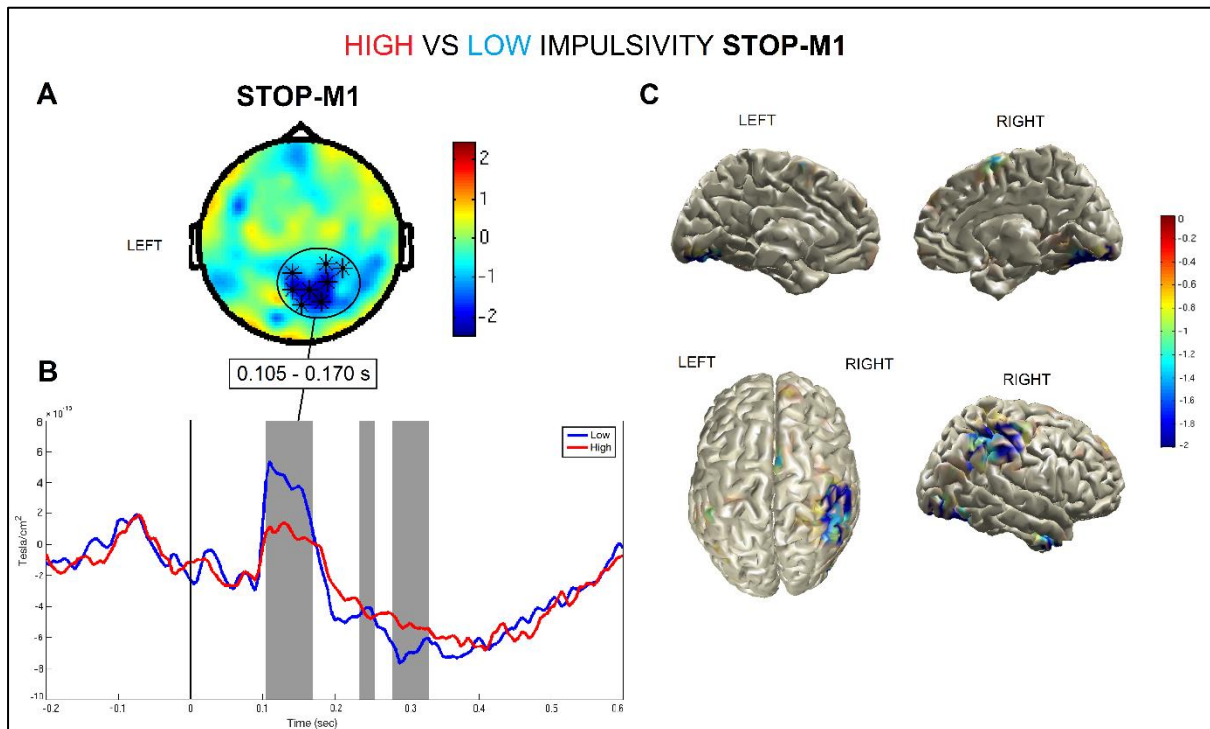 HIGH VS LOW IMPULSIVITY STOP-M1
A
STOP-M1
LEFT
2
1
0
-1
-2
0.105 - 0.170 s
B
8
6
4
2
0
-2
-4
-6
-8
-10
Tesla/cm²
Low
High
-0.2
-0.1
0
0.1
0.2
0.3
0.4
0.5
0.6
Time (sec)
C
LEFT
RIGHT
LEFT
RIGHT
RIGHT
0
-0.2
-0.4
-0.6
-0.8
-1
-1.2
-1.4
-1.6
-1.8
-2